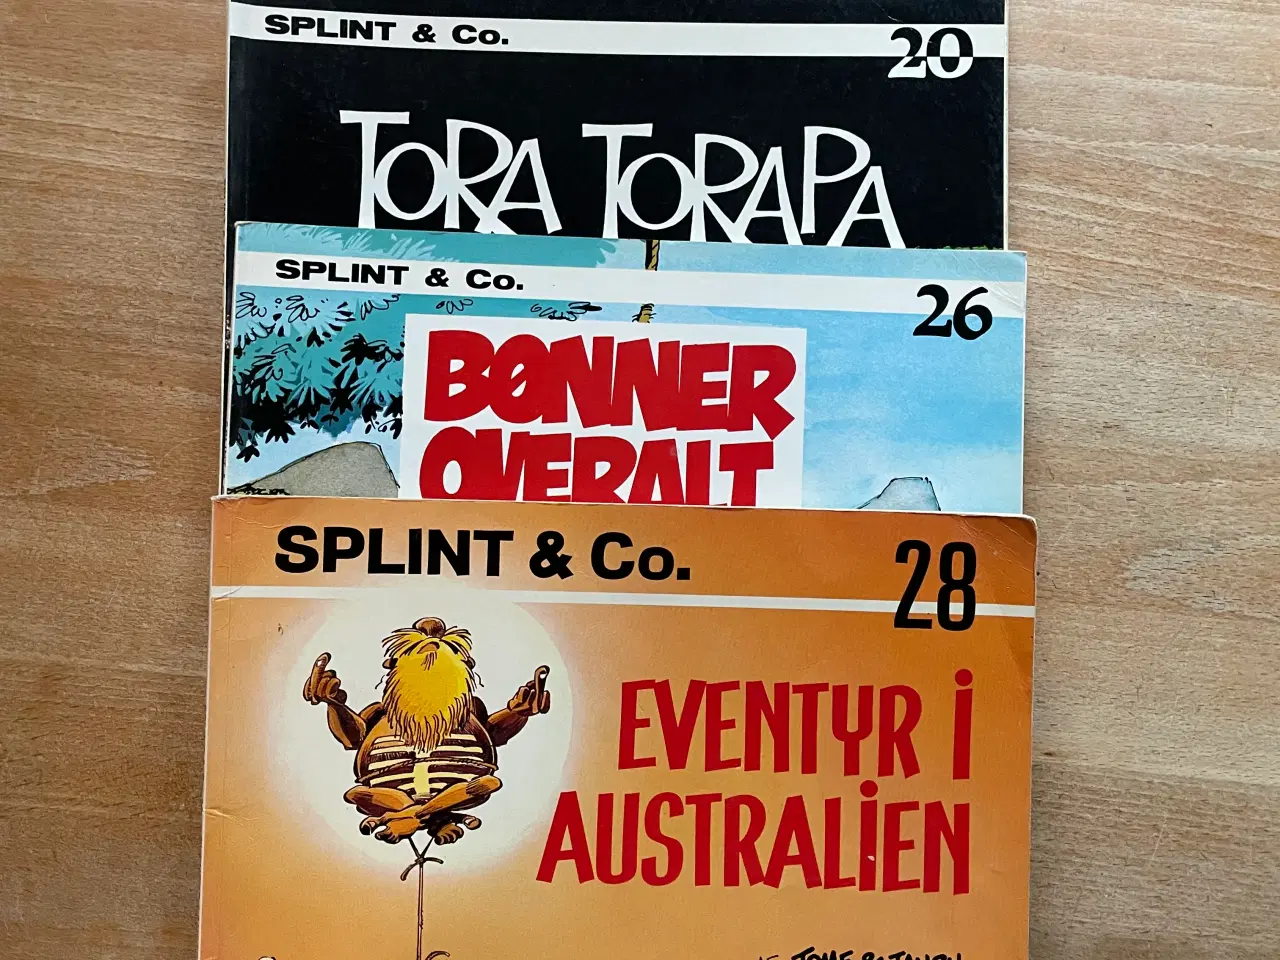 SPLINT & Co.
20
TORA TORAPA
SPLINT & Co.
26
BØNNER
OVERALT
SPLINT & Co.
28
EVENTYR i
AUSTRALiEN